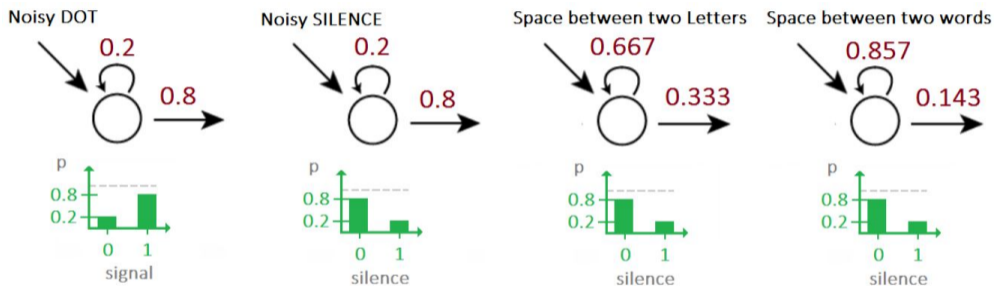 Noisy DOT
0.2
0.8
p
0.8
0.2
0 1
signal
Noisy SILENCE
0.2
0.8
p
0.8
0.2
0 1
silence
Space between two Letters
0.667
0.333
p
0.8
0.2
0 1
silence
Space between two words
0.857
0.143
p
0.8
0.2
0 1
silence